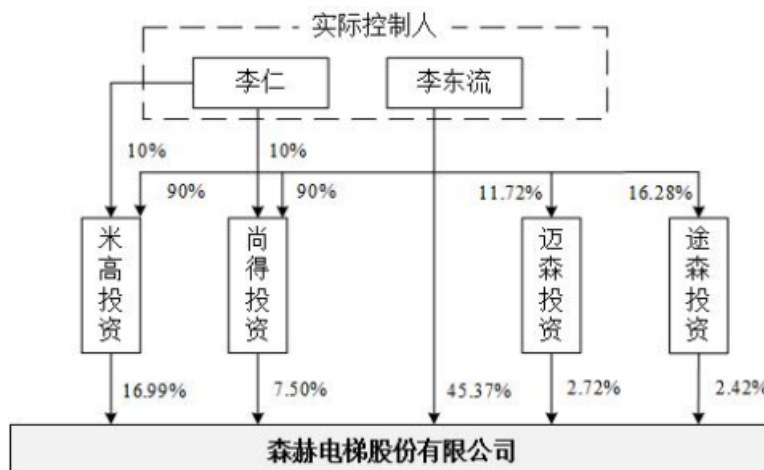 实际控制人
李仁
李东流
10%
10%
90%
90%
11.72%
16.28%
米高投资
尚得投资
迈森投资
途森投资
16.99%
7.50%
45.37%
2.72%
2.42%
森赫电梯股份有限公司